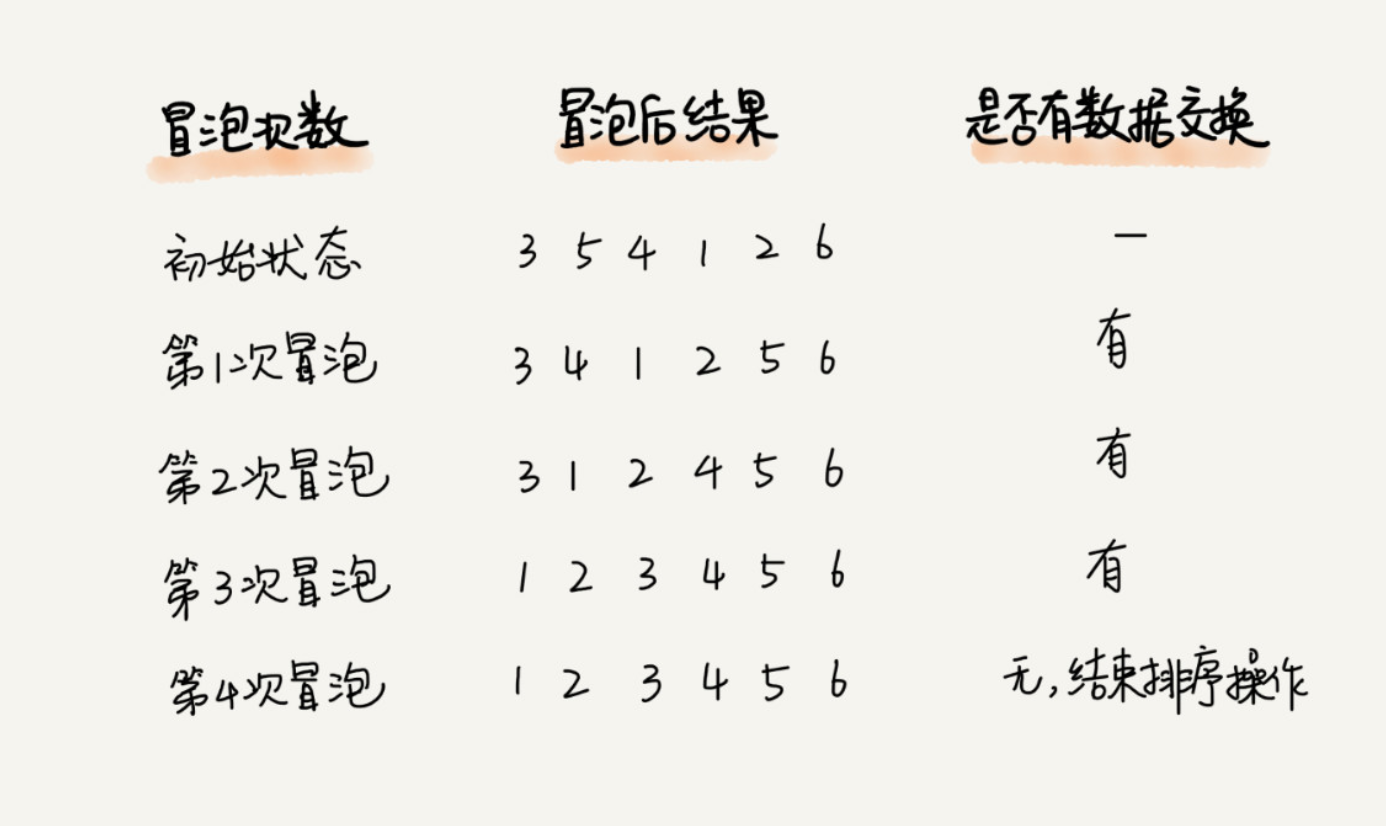 冒泡次数 冒泡后结果 是否有数据交换
初始状态 3 5 4 1 2 6 —
第1次冒泡 3 4 1 2 5 6 有
第2次冒泡 3 1 2 4 5 6 有
第3次冒泡 1 2 3 4 5 6 有
第4次冒泡 1 2 3 4 5 6 无,结束排序操作